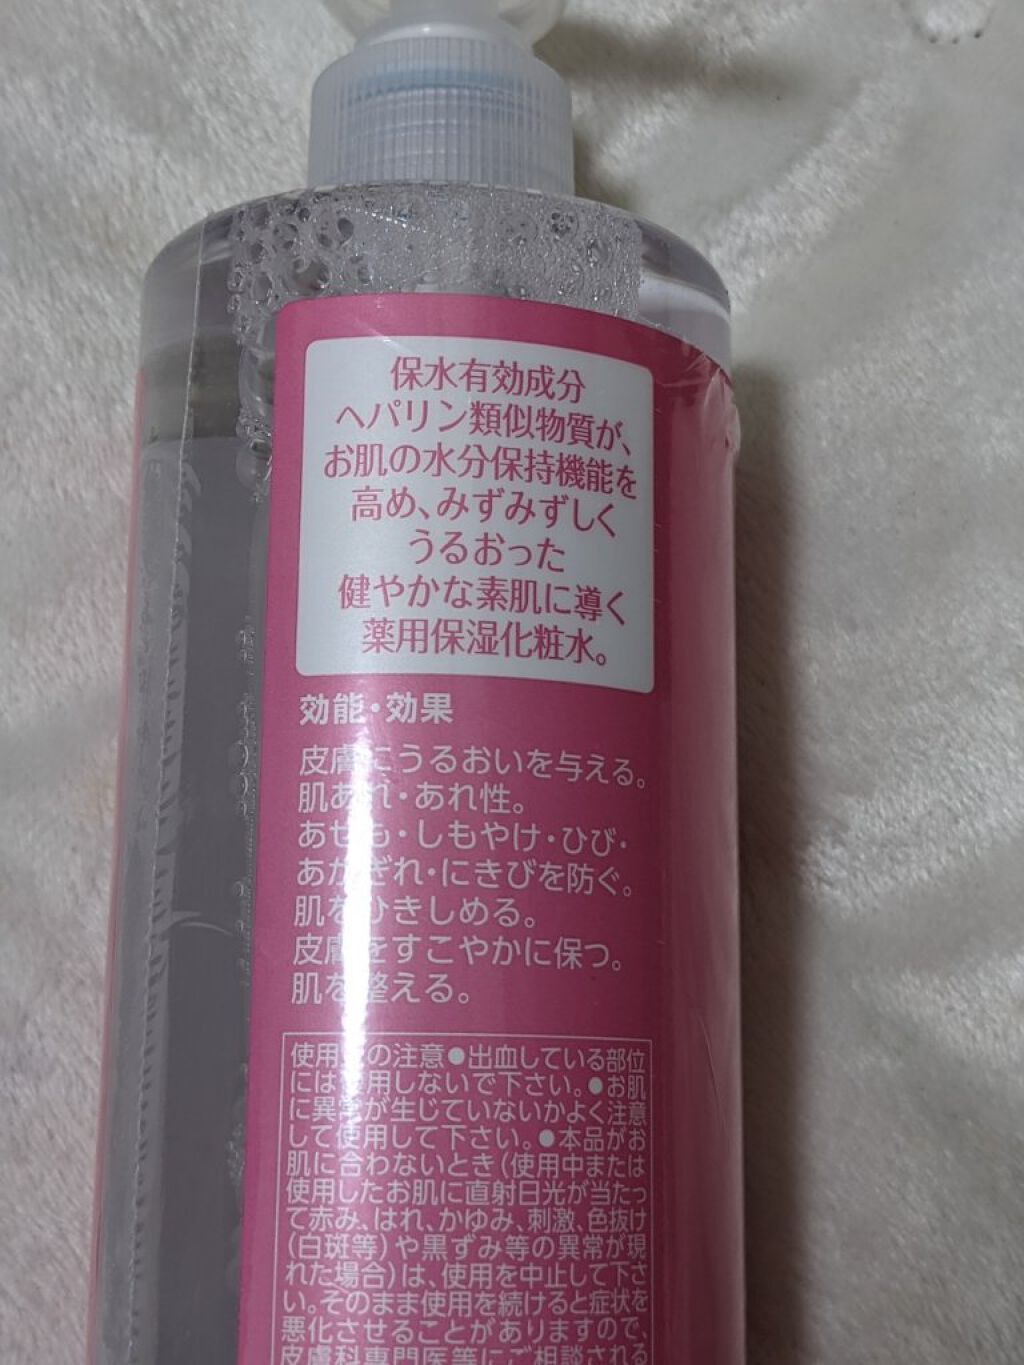 保水有効成分
ヘパリン類似物質が、
お肌の水分保持機能を
高め、みずみずしく
うるおった
健やかな素肌に導く
薬用保湿化粧水。
効能・効果
皮膚にうるおいを与える。
肌あれ・あれ性。
あせも・しもやけ・ひび・
あかぎれ・にきびを防ぐ。
肌をひきしめる。
皮膚をすこやかに保つ。
肌を整える。
使用上の注意●出血している部位
には使用しないで下さい。●お肌
に異常が生じていないかよく注意
して使用して下さい。●本品がお
肌に合わないとき(使用中または
使用したお肌に直射日光が当たっ
て赤み、はれ、かゆみ、刺激、色抜け
(白斑等)や黒ずみ等の異常が現
れた場合)は、使用を中止して下さ
い。そのまま使用を続けると症状を
悪化させることがありますので、
皮膚科専門医等にご相談される